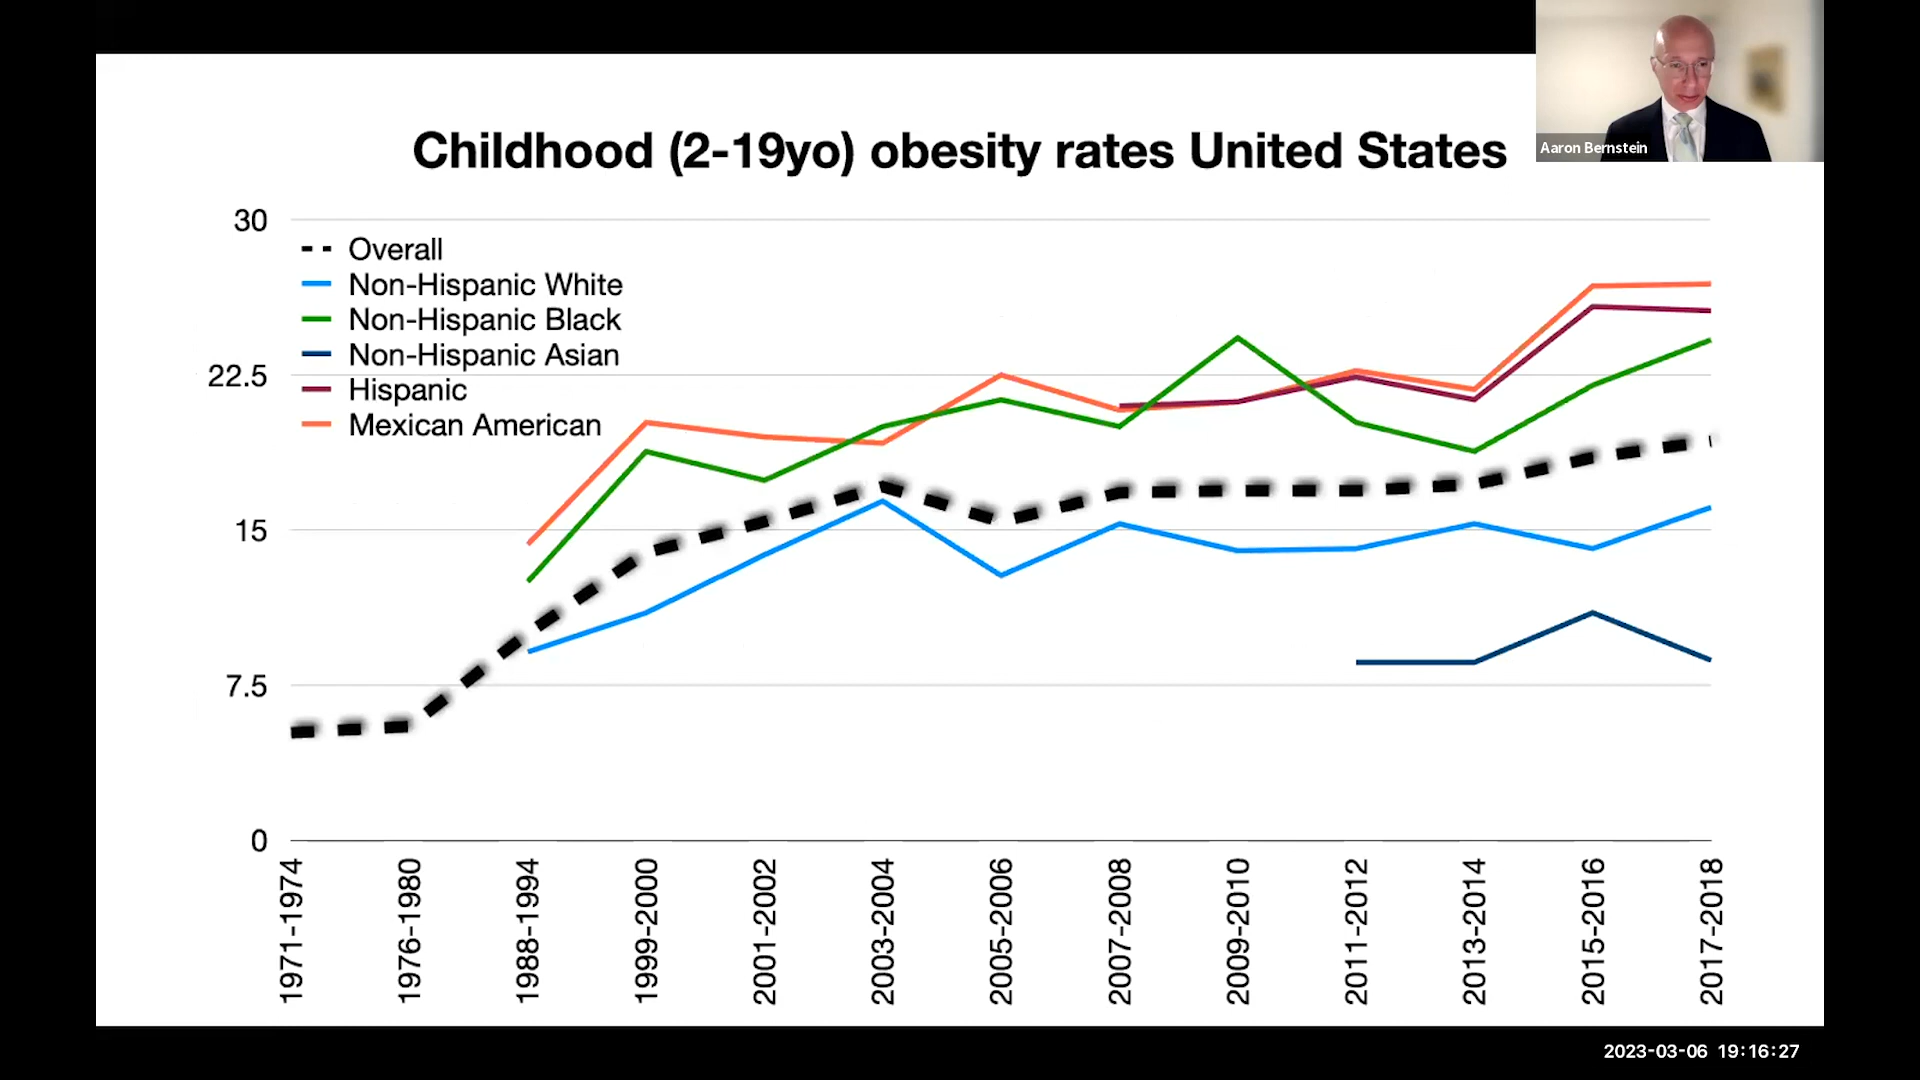 Aaron Bernstein
Childhood (2-19yo) obesity rates United States
30
22.5
15
7.5
0
Overall
Non-Hispanic White
Non-Hispanic Black
Non-Hispanic Asian
Hispanic
Mexican American
1971-1974
1976-1980
1988-1994
1999-2000
2001-2002
2003-2004
2005-2006
2007-2008
2009-2010
2011-2012
2013-2014
2015-2016
2017-2018
2023-03-06 19:16:27